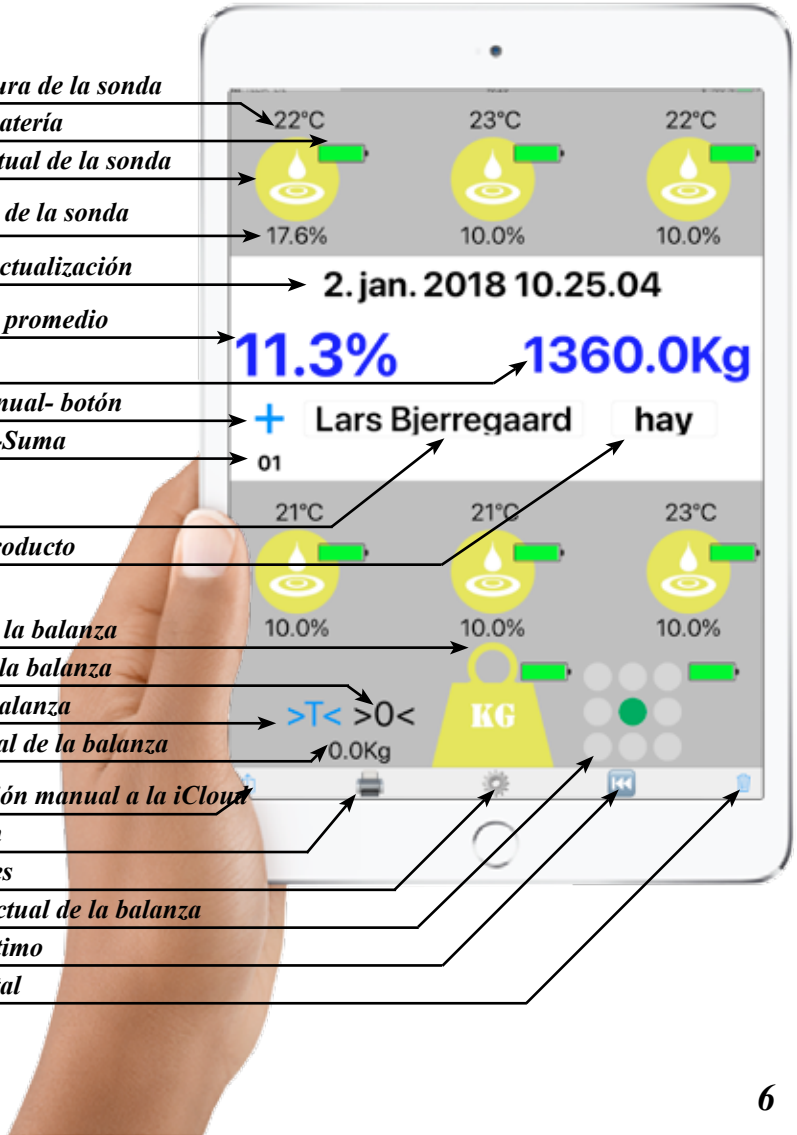 ura de la sonda
atería
tual de la sonda
de la sonda
ctualización
promedio
nual- botón
-Suma
roducto
la balanza
la balanza
alanza
al de la balanza
ión manual a la iCloud
n
es
ctual de la balanza
timo
tal
22°C 23°C 22°C
17.6% 10.0% 10.0%
2. jan. 2018 10.25.04
11.3% 1360.0Kg
+ Lars Bjerregaard hay
01
21°C 21°C 23°C
10.0% 10.0% 10.0%
>T< >0< KG
0.0Kg
6